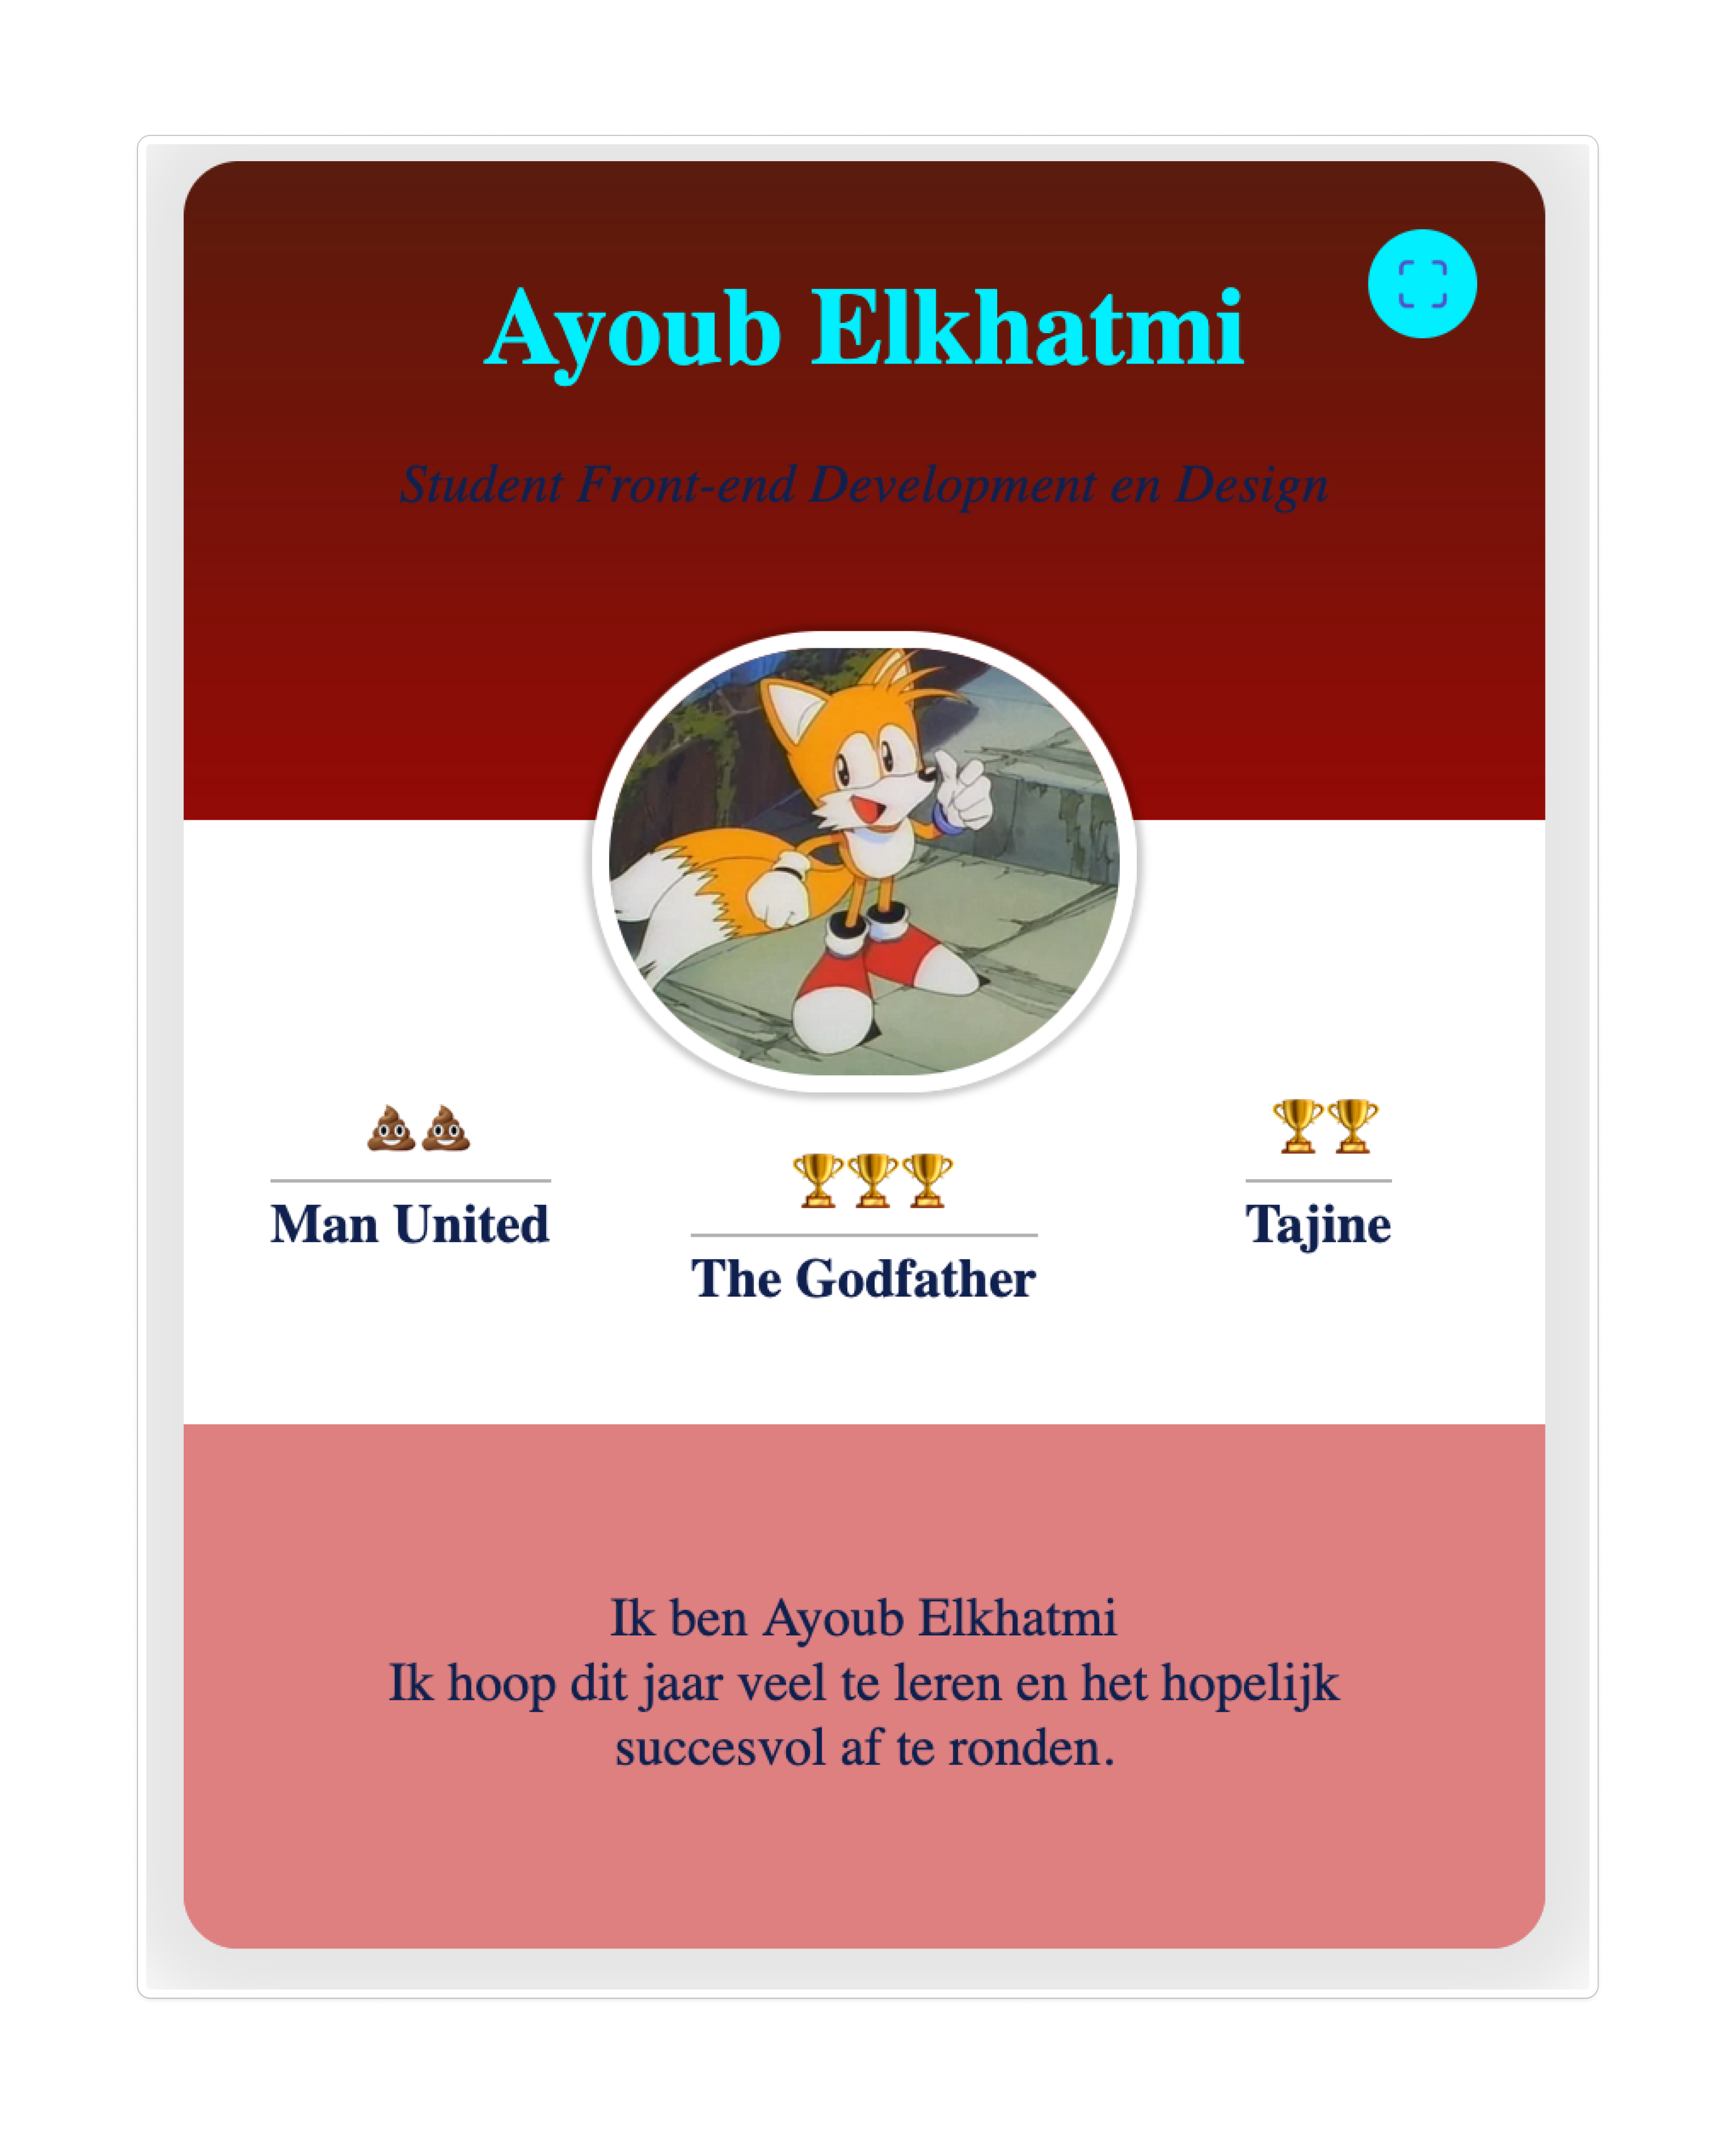 Ayoub Elkhatmi
Student Front-end Development en Design
💩💩
🏆🏆
🏆🏆🏆
Man United
Tajine
The Godfather
Ik ben Ayoub Elkhatmi
Ik hoop dit jaar veel te leren en het hopelijk
succesvol af te ronden.